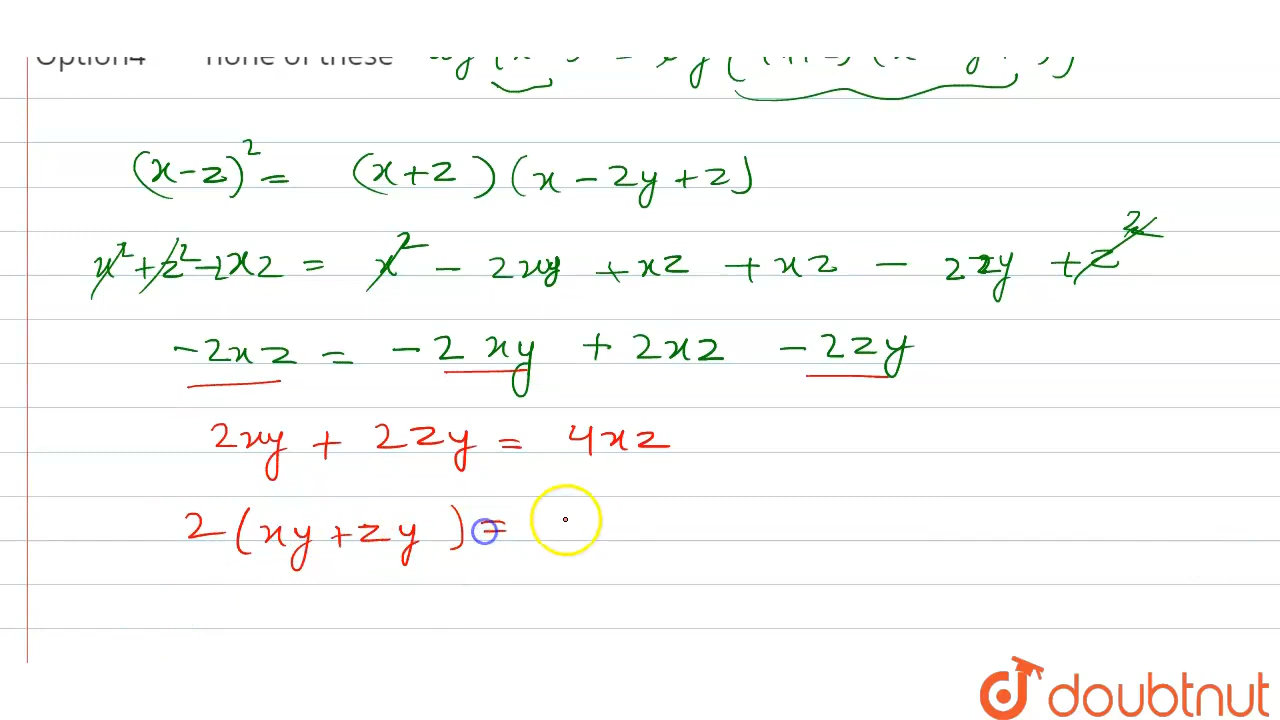 Option4 none of these
(x-z)² = (x+z)(x-2y+z)
x²+z²-2xz = x² - 2xy + xz + xz - 2zy + z²
-2xz = -2xy + 2xz - 2zy
2xy + 2zy = 4xz
2(xy+zy) =
doubtnut